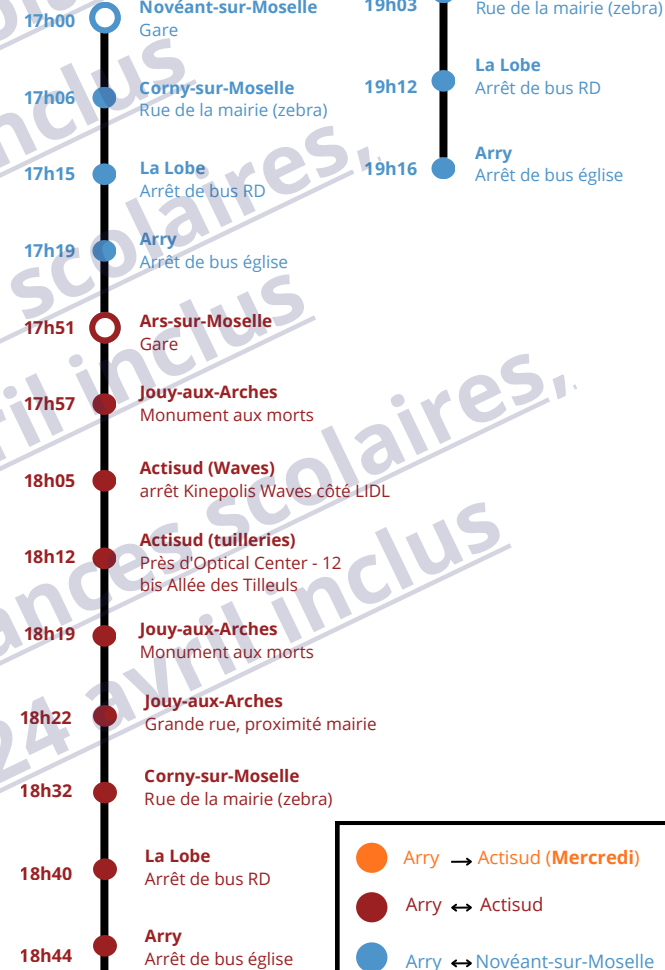 17h00
Novéant-sur-Moselle
Gare
17h06
Corny-sur-Moselle
Rue de la mairie (zebra)
17h15
La Lobe
Arrêt de bus RD
17h19
Arry
Arrêt de bus église
17h51
Ars-sur-Moselle
Gare
17h57
Jouy-aux-Arches
Monument aux morts
18h05
Actisud (Waves)
arrêt Kinepolis Waves côté LIDL
18h12
Actisud (tuilleries)
Près d'Optical Center - 12
bis Allée des Tilleuls
18h19
Jouy-aux-Arches
Monument aux morts
18h22
Jouy-aux-Arches
Grande rue, proximité mairie
18h32
Corny-sur-Moselle
Rue de la mairie (zebra)
18h40
La Lobe
Arrêt de bus RD
18h44
Arry
Arrêt de bus église
19h03
Rue de la mairie (zebra)
19h12
La Lobe
Arrêt de bus RD
19h16
Arry
Arrêt de bus église
Arry → Actisud (Mercredi)
Arry ↔ Actisud
Arry ↔ Novéant-sur-Moselle
inclus
scolaires,
avril inclus
vacances scolaires,
24 avril inclus